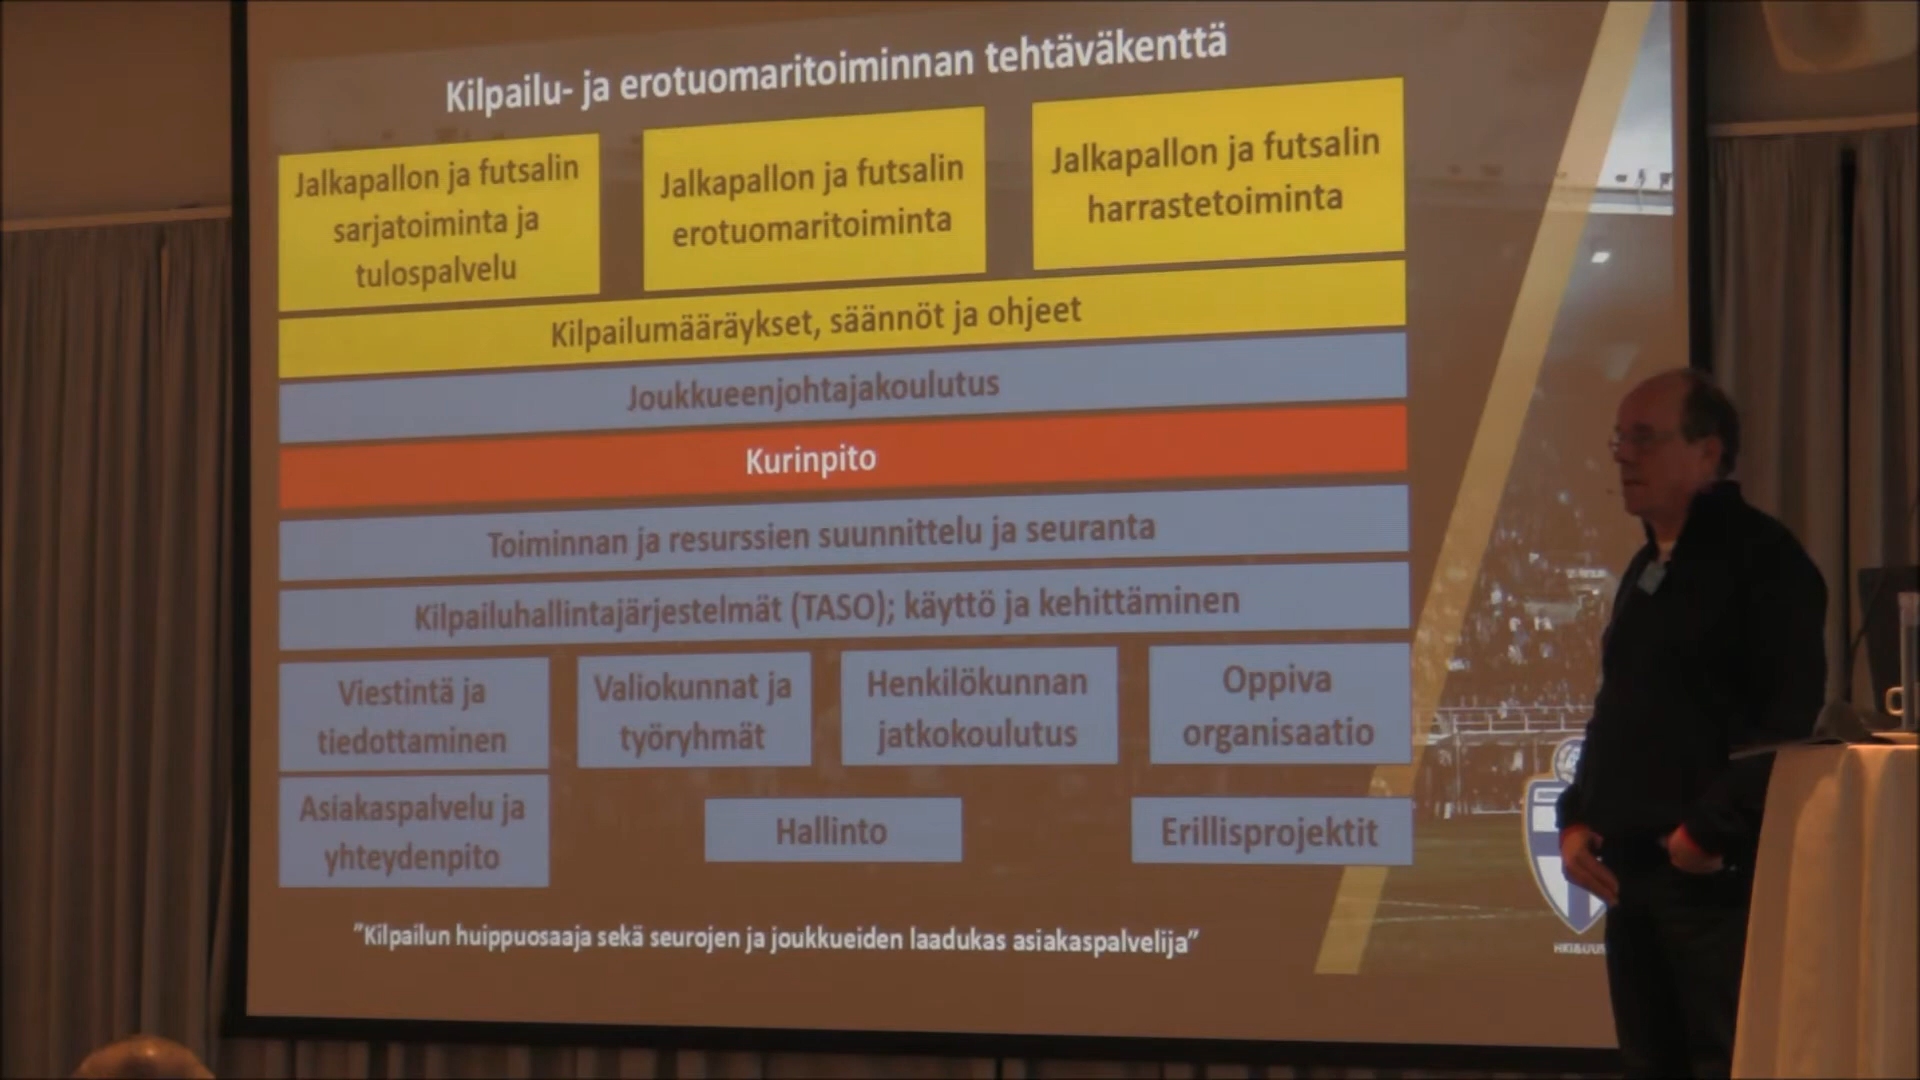 Kilpailu- ja erotuomaritoiminnan tehtäväkenttä
Jalkapallon ja futsalin
sarjatoiminta ja
tulospalvelu
Jalkapallon ja futsalin
erotuomaritoiminta
Jalkapallon ja futsalin
harrastetoiminta
Kilpailumääräykset, säännöt ja ohjeet
Joukkueenjohtajakoulutus
Kurinpito
Toiminnan ja resurssien suunnittelu ja seuranta
Kilpailuhallintajärjestelmät (TASO); käyttö ja kehittäminen
Viestintä ja
tiedottaminen
Valiokunnat ja
työryhmät
Henkilökunnan
jatkokoulutus
Oppiva
organisaatio
Asiakaspalvelu ja
yhteydenpito
Hallinto
Erillisprojektit
"Kilpailun huippuosaaja sekä seurojen ja joukkueiden laadukas asiakaspalvelija"